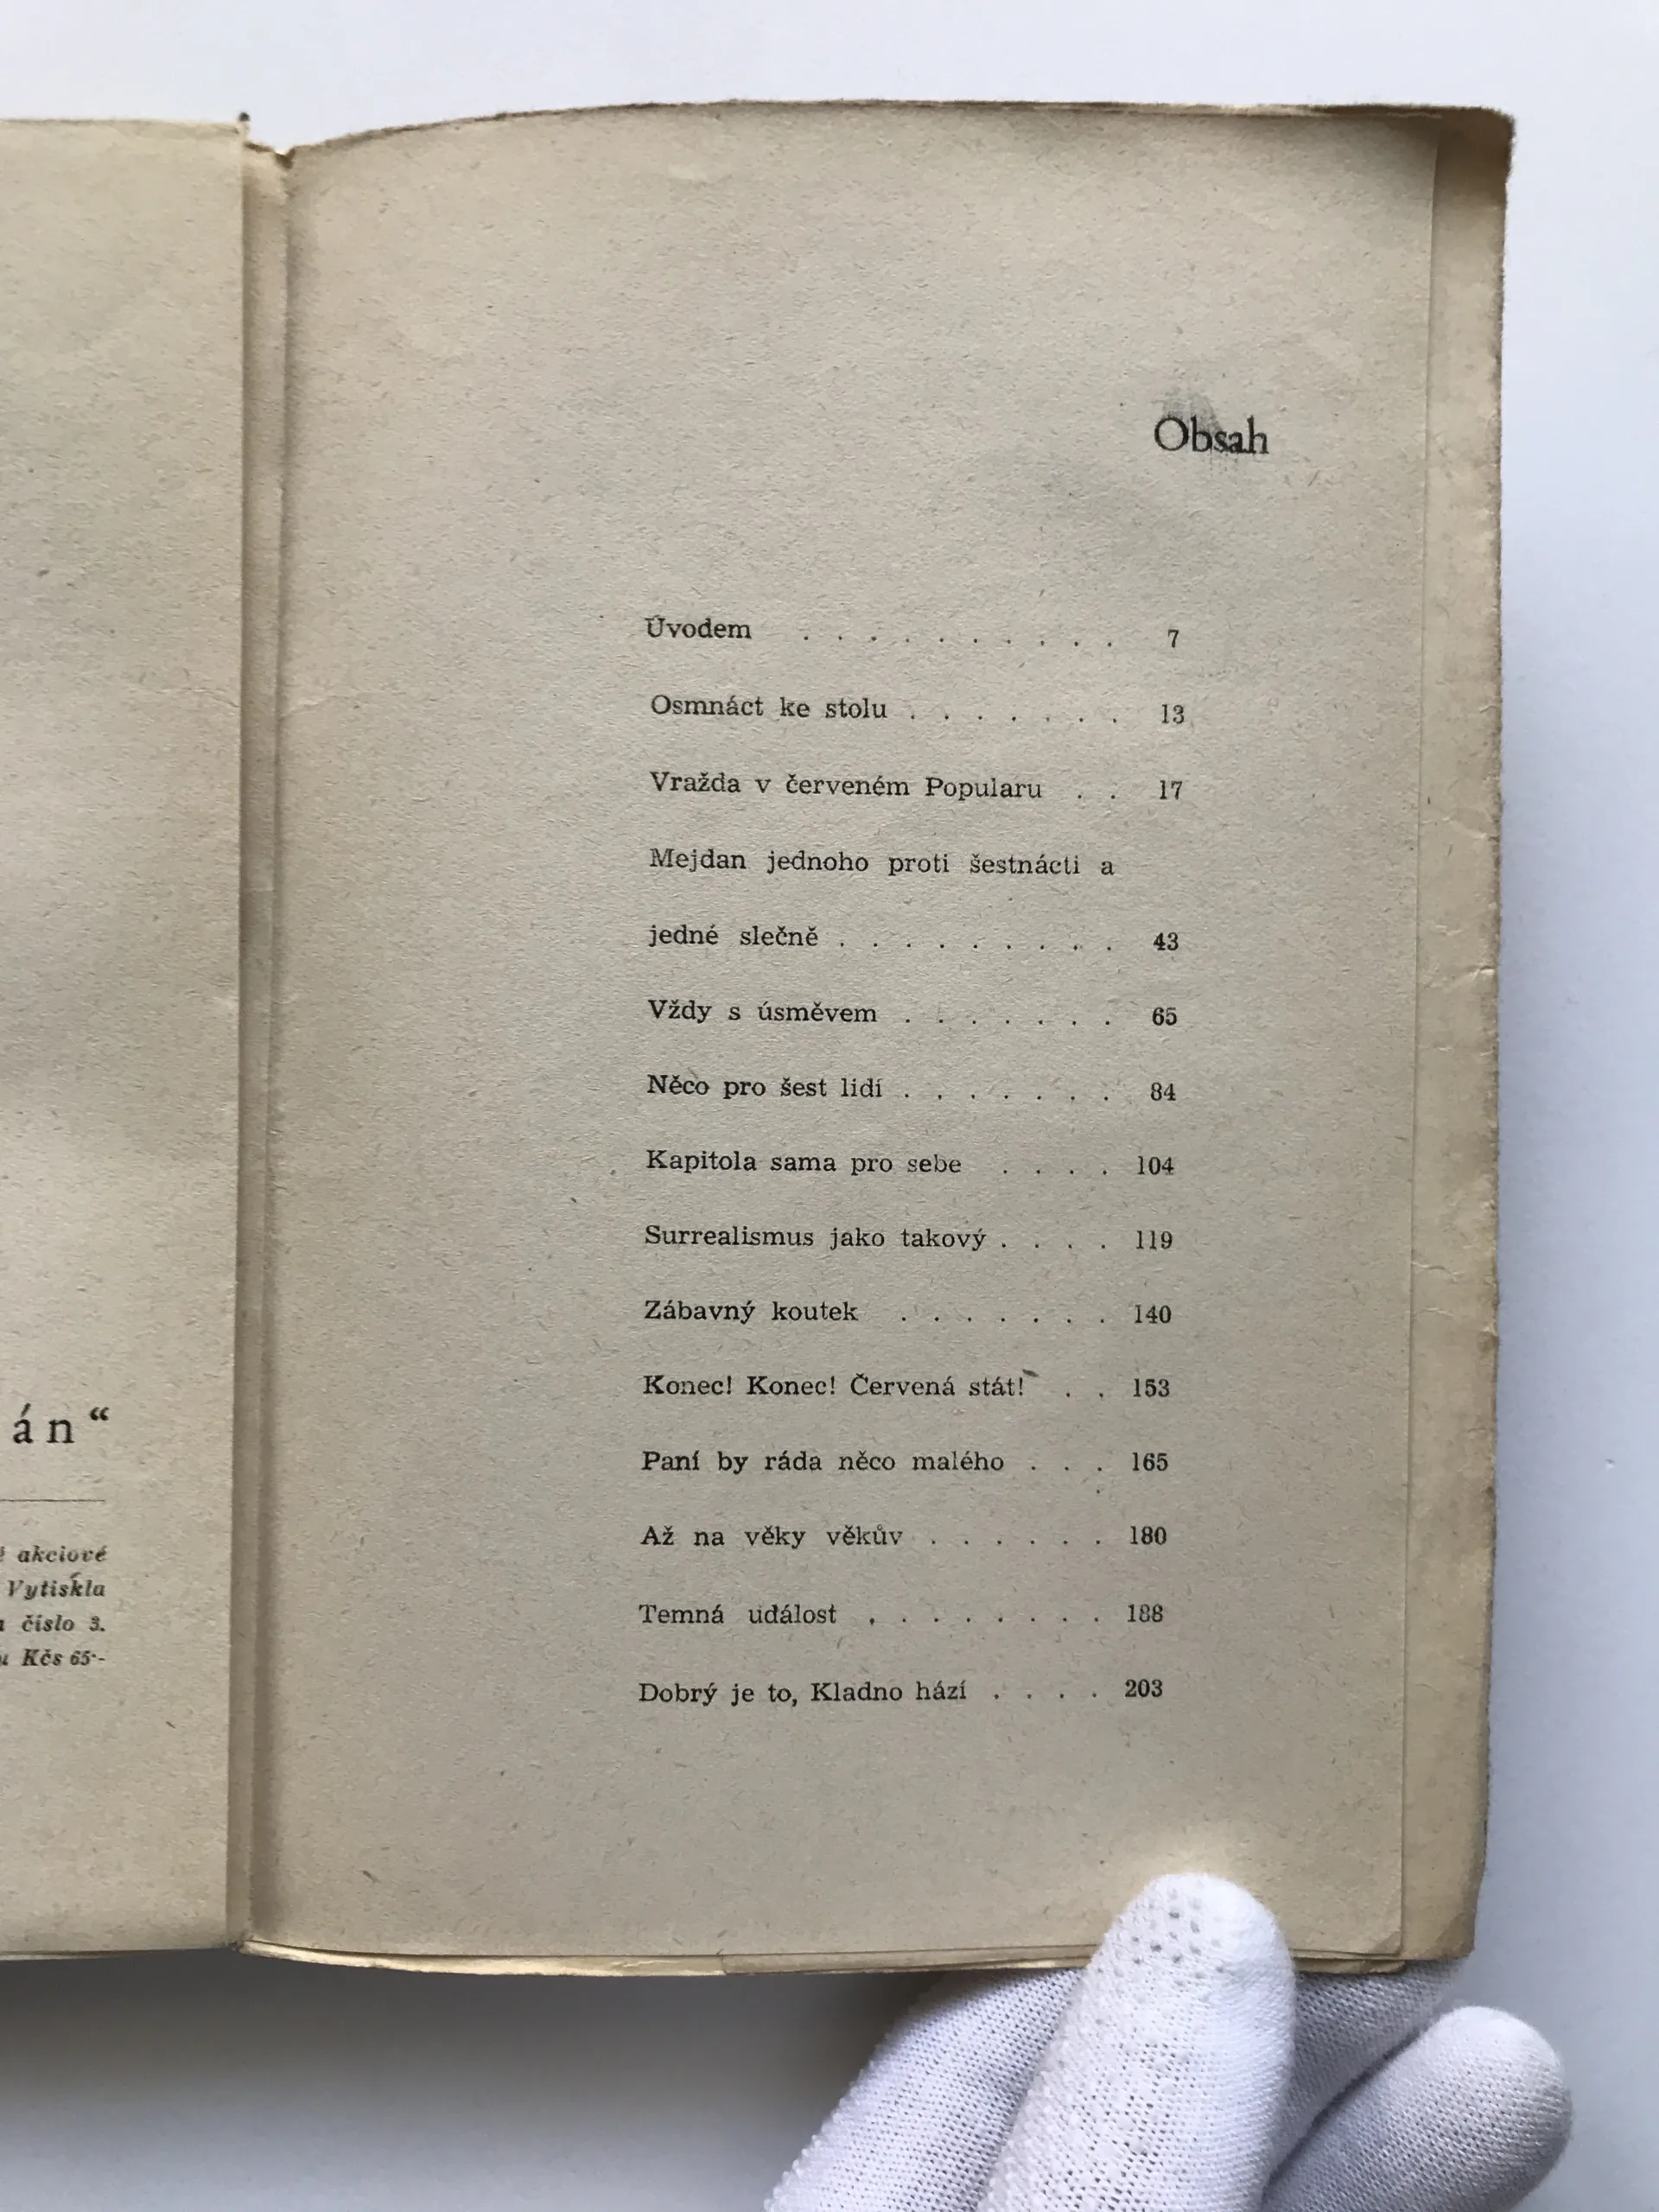 án“
akciové
Vytiskla
číslo 3.
Kčs 65·-
Obsah
Úvodem . . . . . . . . . . 7
Osmnáct ke stolu . . . . . . . 13
Vražda v červeném Popularu . . 17
Mejdan jednoho proti šestnácti a
jedné slečně . . . . . . . . . 43
Vždy s úsměvem . . . . . . . 65
Něco pro šest lidí . . . . . . . 84
Kapitola sama pro sebe . . . . 104
Surrealismus jako takový . . . . 119
Zábavný koutek . . . . . . . 140
Konec! Konec! Červená stát! . . 153
Paní by ráda něco malého . . . 165
Až na věky věkův . . . . . . 180
Temná událost . . . . . . . . 188
Dobrý je to, Kladno hází . . . . 203